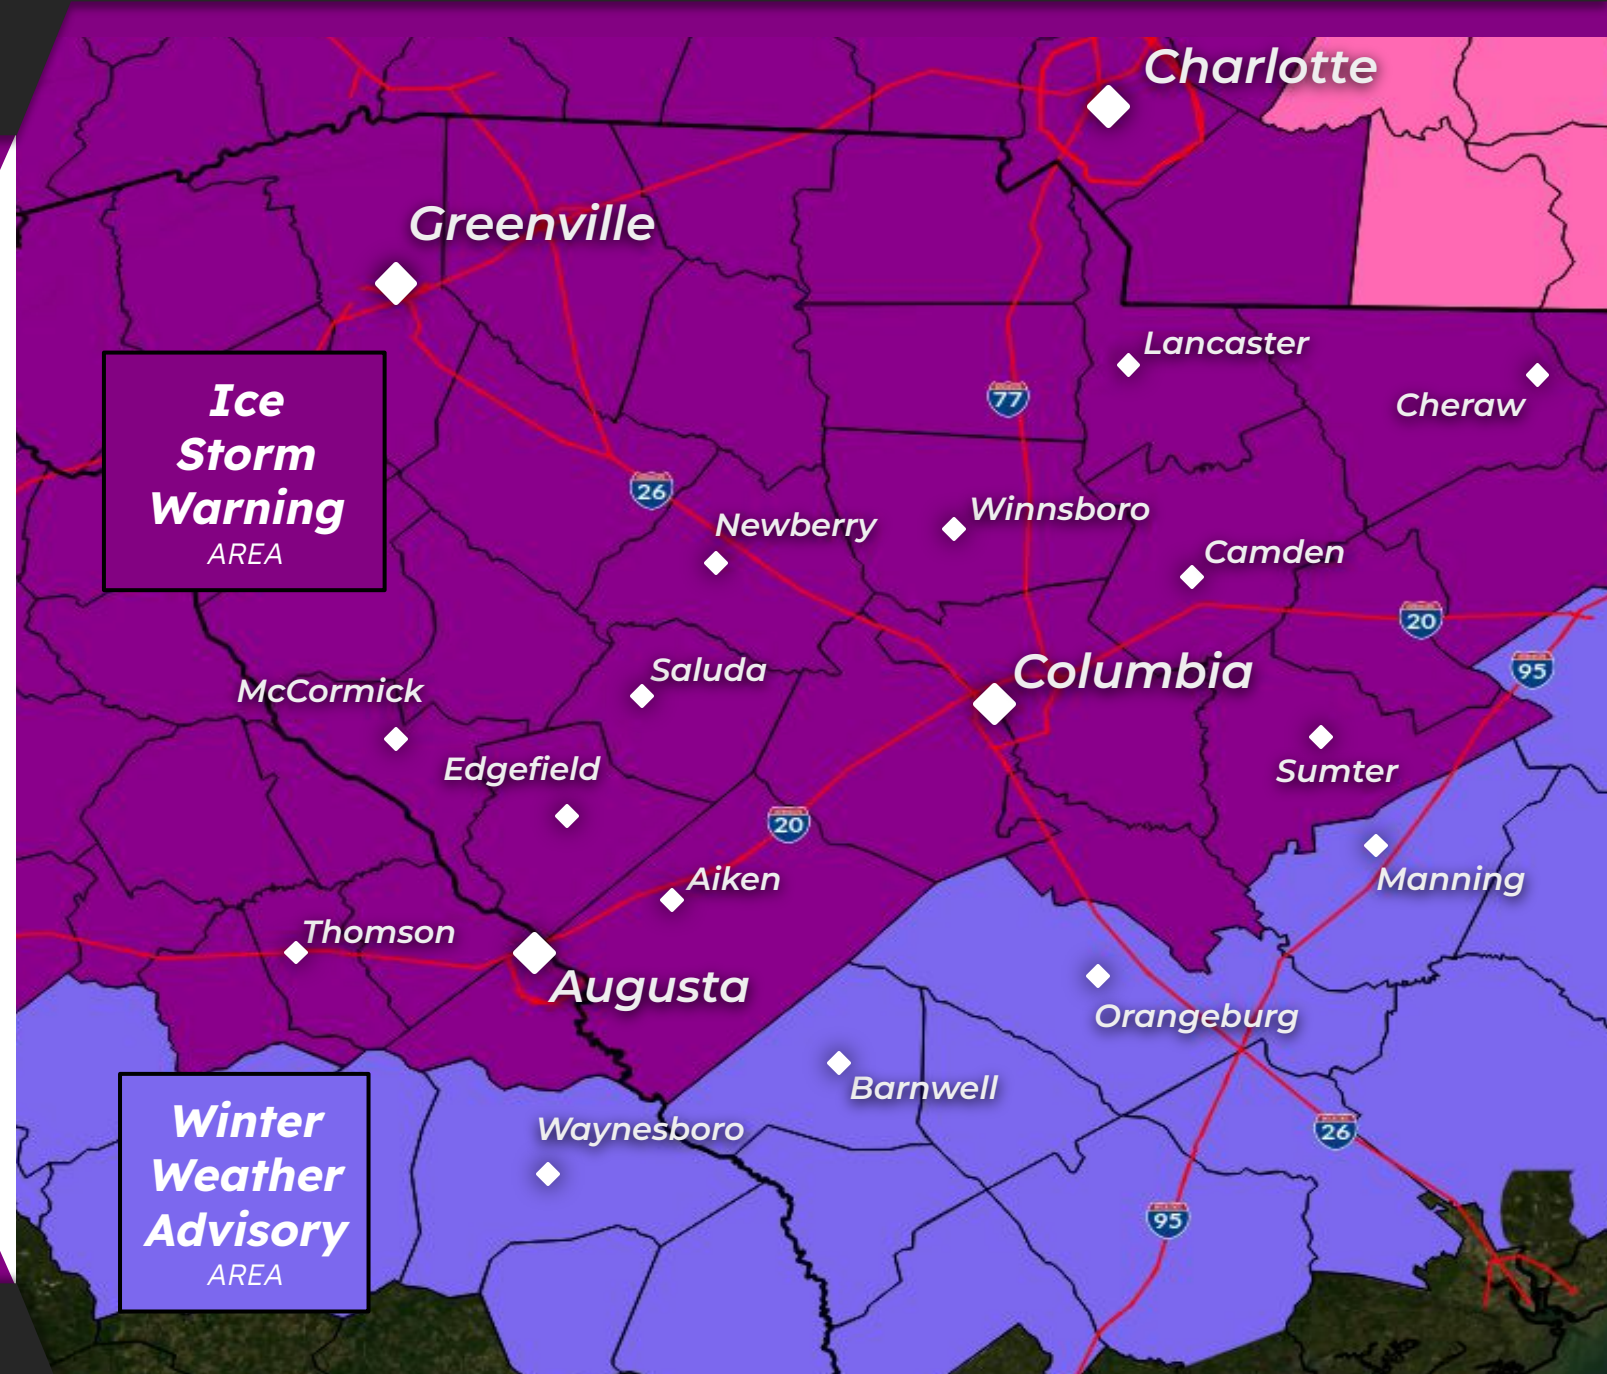 Charlotte
Greenville
Lancaster
Cheraw
77
Ice
Storm
Warning
AREA
26
Newberry
Winnsboro
Camden
20
95
Saluda
Columbia
McCormick
Edgefield
Sumter
20
Aiken
Manning
Thomson
Augusta
Orangeburg
Barnwell
Winter
Weather
Advisory
AREA
Waynesboro
26
95